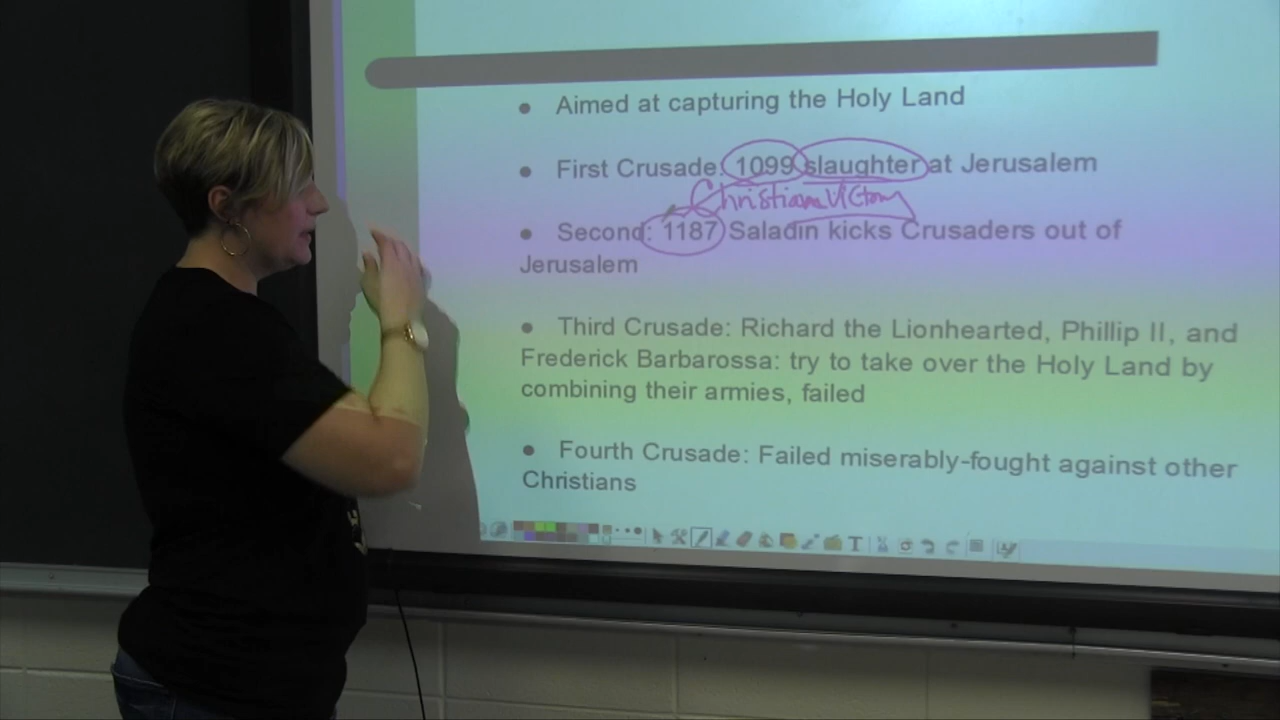 • Aimed at capturing the Holy Land
• First Crusade: 1099 slaughter at Jerusalem
Christian Victory
• Second: 1187 Saladin kicks Crusaders out of
Jerusalem
• Third Crusade: Richard the Lionhearted, Phillip II, and
Frederick Barbarossa: try to take over the Holy Land by
combining their armies, failed
• Fourth Crusade: Failed miserably-fought against other
Christians
T